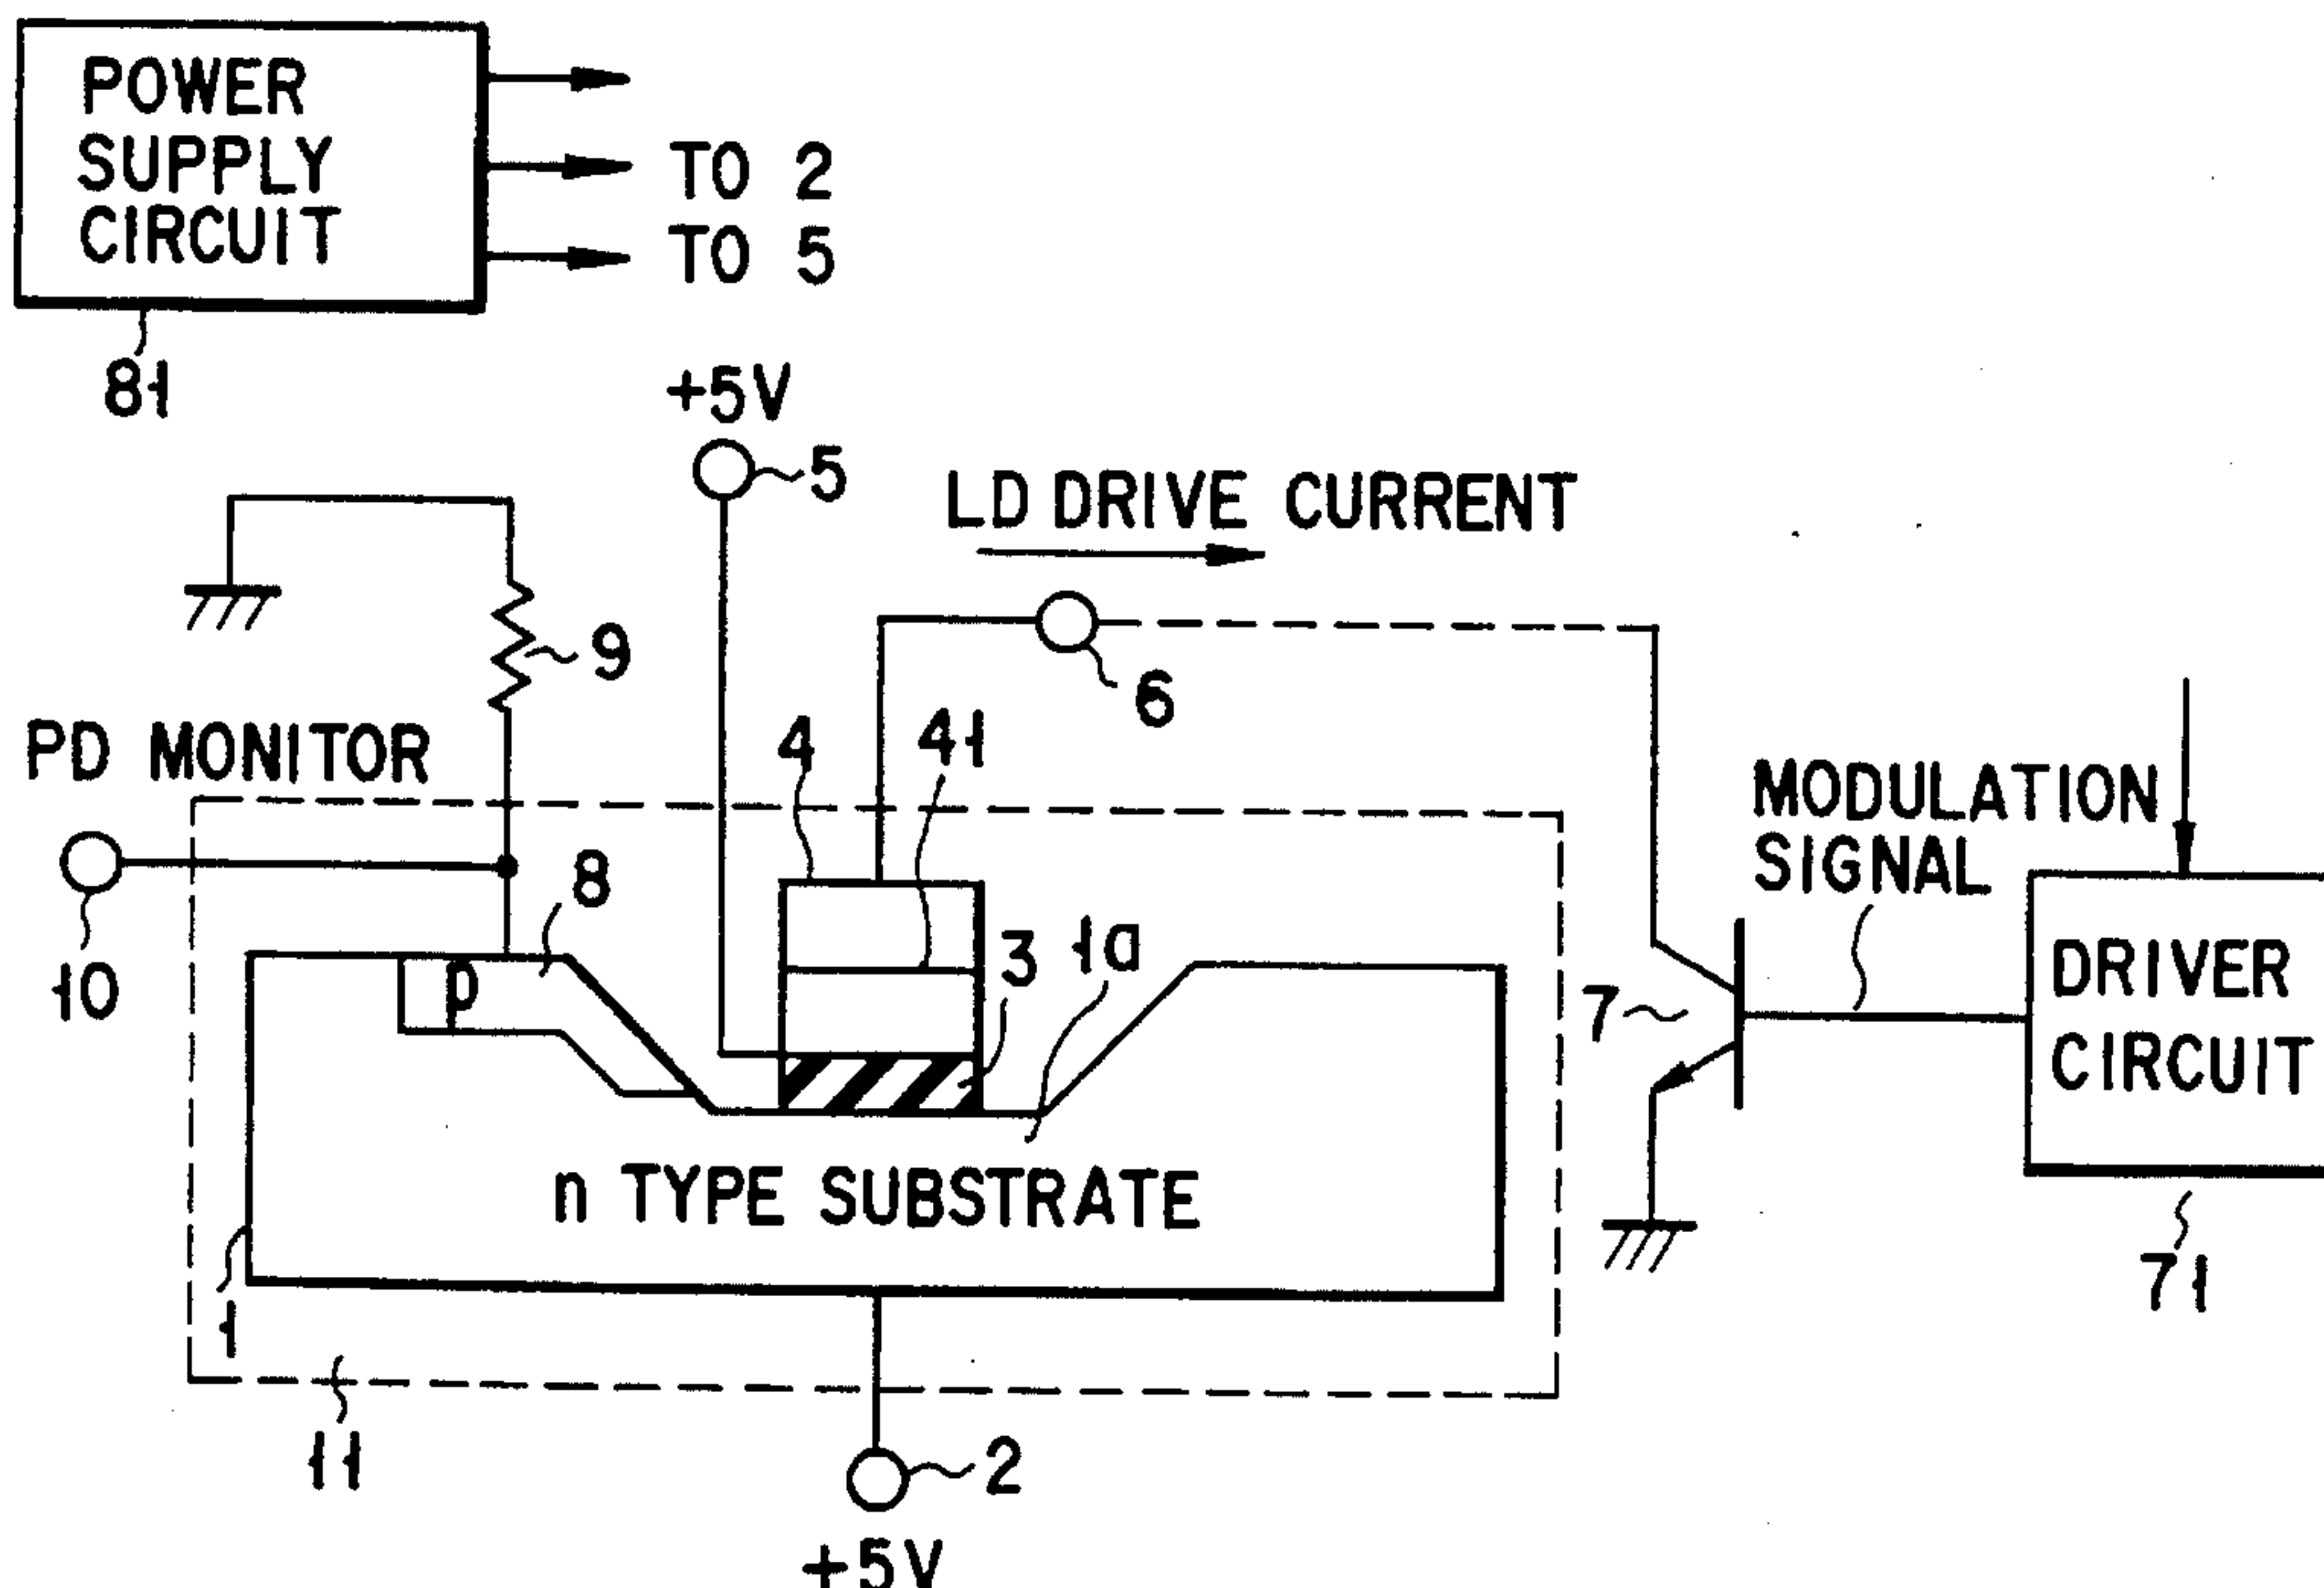 POWER
SUPPLY
CIRCUIT
TO 2
TO 5
81
+5V
5
LD DRIVE CURRENT
9
6
PD MONITOR
4
41
MODULATION
SIGNAL
8
3
1a
10
p
7
DRIVER
CIRCUIT
n TYPE SUBSTRATE
1
71
11
2
+5V